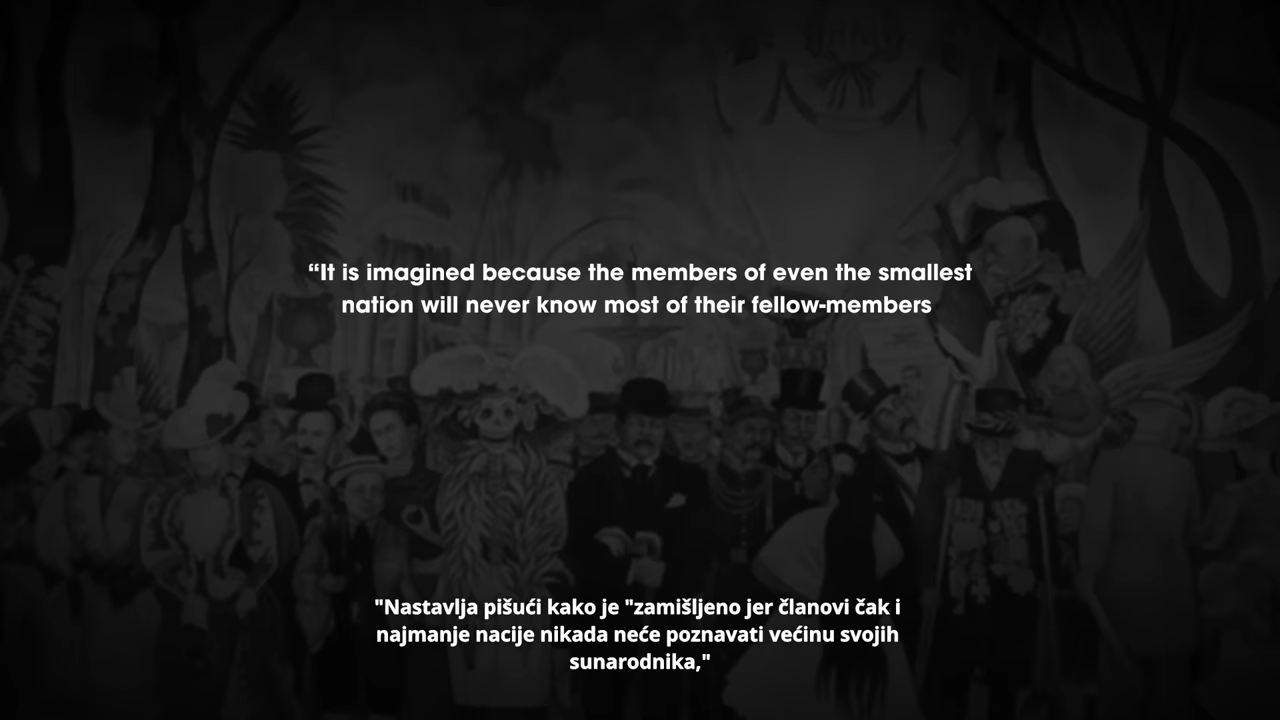 “It is imagined because the members of even the smallest
nation will never know most of their fellow-members
"Nastavlja pišući kako je "zamišljeno jer članovi čak i
najmanje nacije nikada neće poznavati većinu svojih
sunarodnika,"